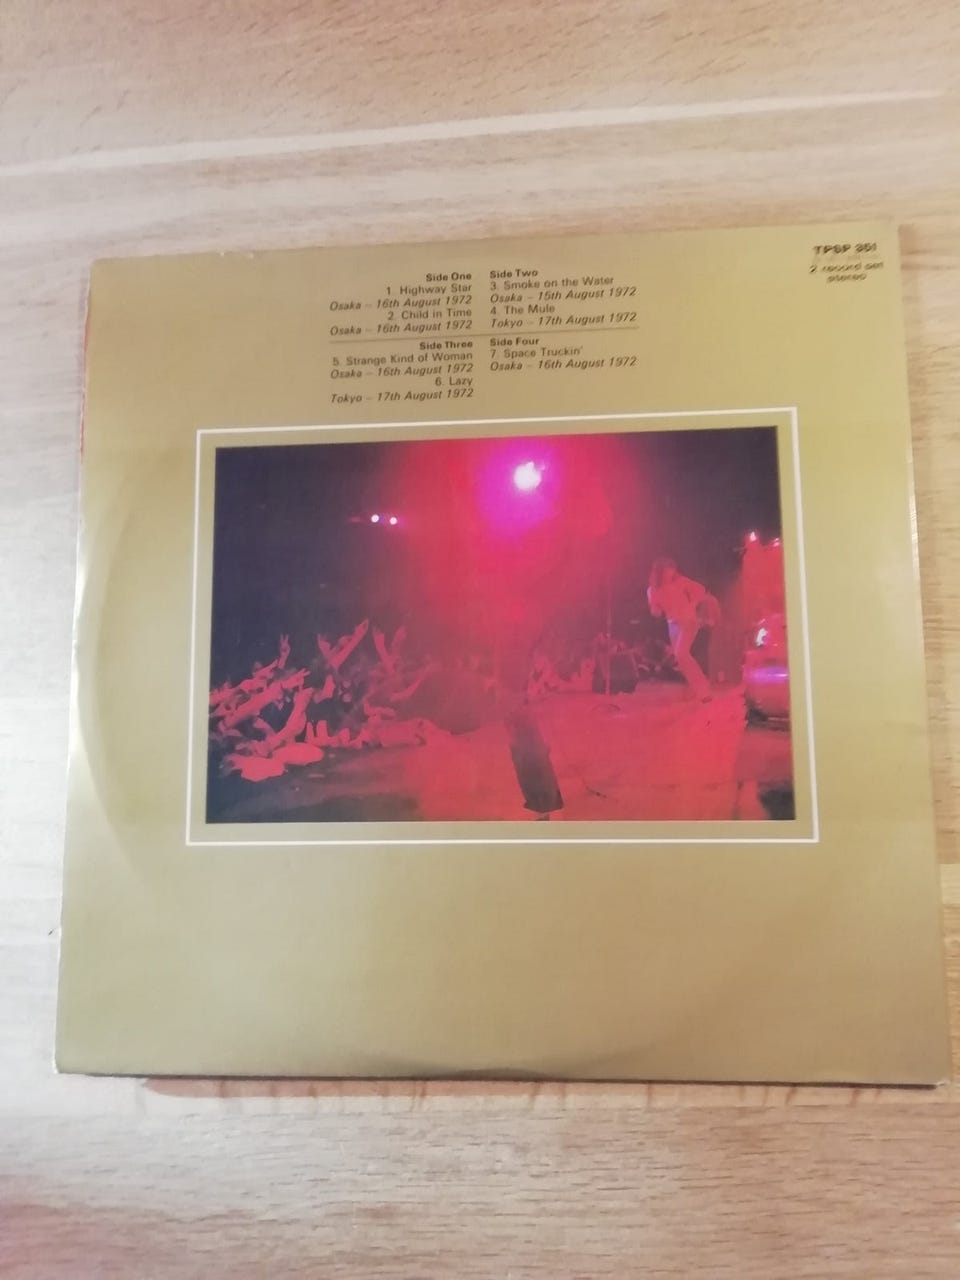 TPSP 351
2 record set
stereo
Side One
1. Highway Star
Osaka – 16th August 1972
2. Child in Time
Osaka – 16th August 1972
Side Two
3. Smoke on the Water
Osaka – 15th August 1972
4. The Mule
Tokyo – 17th August 1972
Side Three
5. Strange Kind of Woman
Osaka – 16th August 1972
6. Lazy
Tokyo – 17th August 1972
Side Four
7. Space Truckin'
Osaka – 16th August 1972